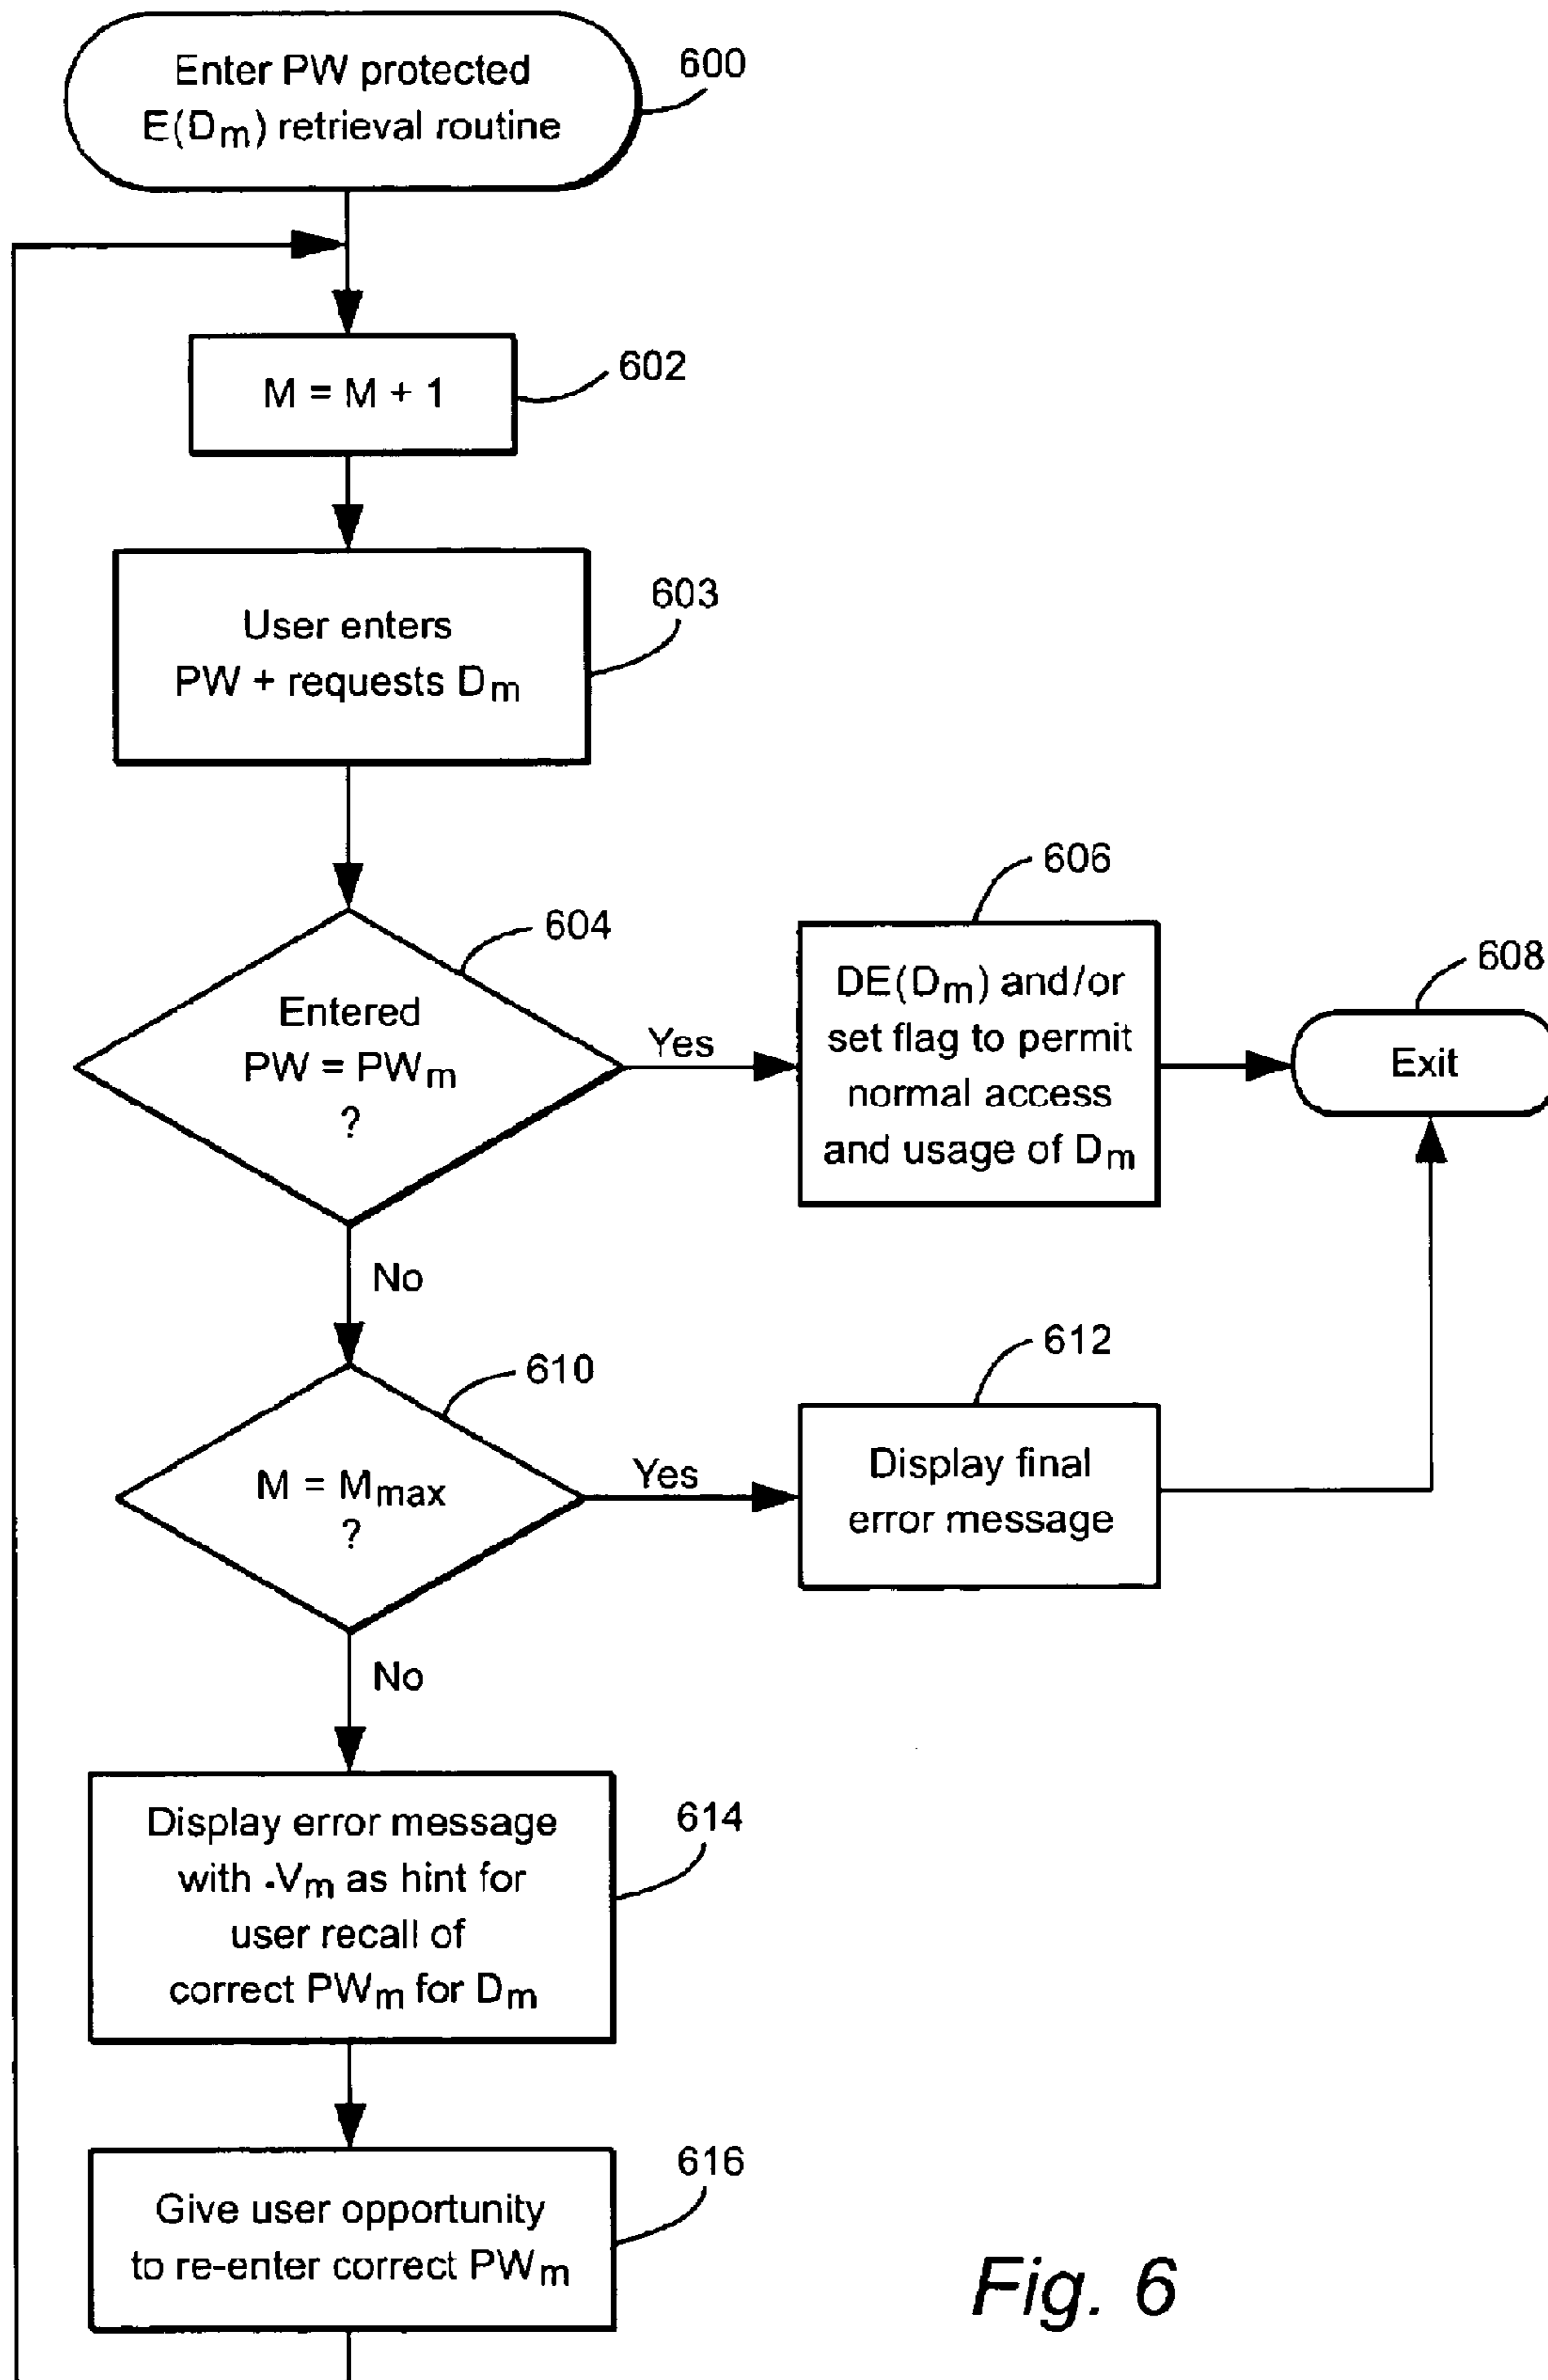 Enter PW protected
E(Dm) retrieval routine
600
M = M + 1
602
User enters
PW + requests Dm
603
Entered
PW = PWm
?
604
Yes
DE(Dm) and/or
set flag to permit
normal access
and usage of Dm
606
Exit
608
No
M = Mmax
?
610
Yes
Display final
error message
612
No
Display error message
with .Vm as hint for
user recall of
correct PWm for Dm
614
Give user opportunity
to re-enter correct PWm
616
Fig. 6